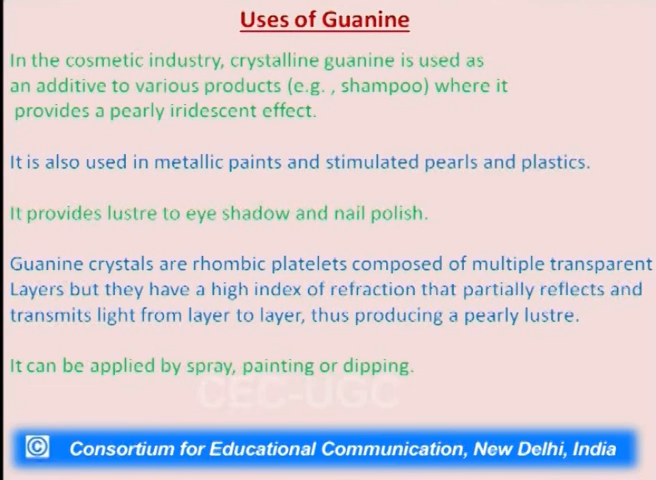 Uses of Guanine
In the cosmetic industry, crystalline guanine is used as
an additive to various products (e.g. , shampoo) where it
provides a pearly iridescent effect.
It is also used in metallic paints and stimulated pearls and plastics.
It provides lustre to eye shadow and nail polish.
Guanine crystals are rhombic platelets composed of multiple transparent
Layers but they have a high index of refraction that partially reflects and
transmits light from layer to layer, thus producing a pearly lustre.
It can be applied by spray, painting or dipping.
CEC-UGC
© Consortium for Educational Communication, New Delhi, India